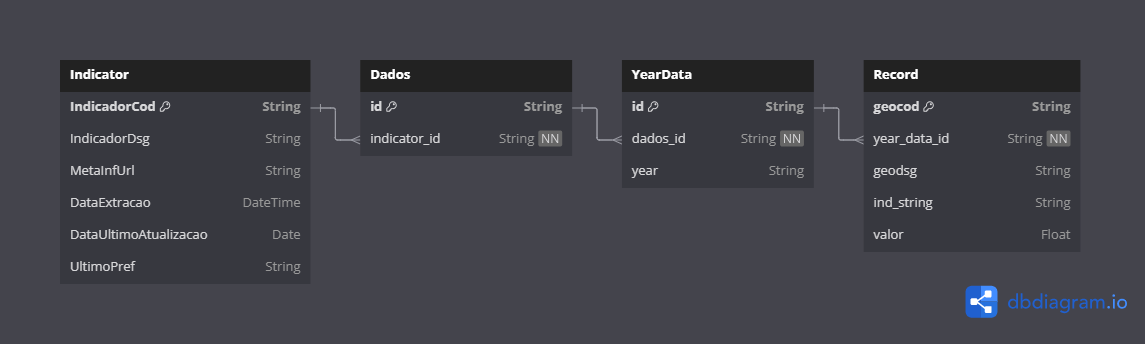 Indicator
IndicadorCod String
IndicadorDsg String
MetaInfUrl String
DataExtracao DateTime
DataUltimoAtualizacao Date
UltimoPref String
Dados
id String
indicator_id String NN
YearData
id String
dados_id String NN
year String
Record
geocod String
year_data_id String NN
geodsg String
ind_string String
valor Float
dbdiagram.io